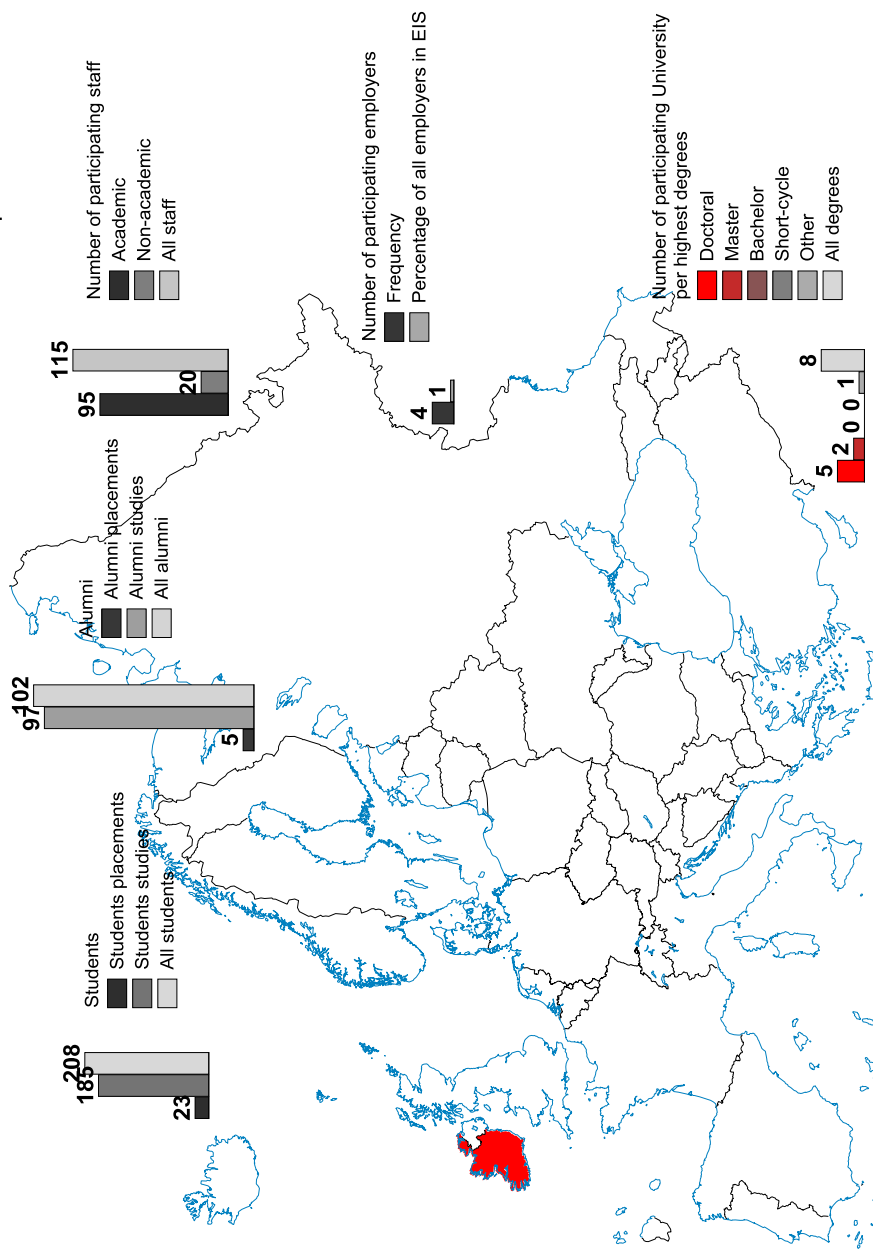 Students
Students placements
Students studies
All students
23
185
208
Alumni
Alumni placements
Alumni studies
All alumni
5
97
102
Number of participating staff
Academic
Non-academic
All staff
95
20
115
Number of participating employers
Frequency
Percentage of all employers in EIS
4
1
Number of participating University
per highest degrees
Doctoral
Master
Bachelor
Short-cycle
Other
All degrees
5
2
0
0
1
8